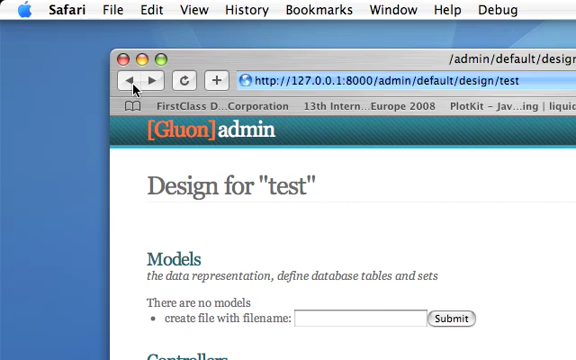 Safari File Edit View History Bookmarks Window Help Debug
/admin/default/design
http://127.0.0.1:8000/admin/default/design/test
FirstClass D...Corporation 13th Intern...Europe 2008 PlotKit - Jav...ing | liquid
[Gluon]admin
Design for "test"
Models
the data representation, define database tables and sets
There are no models
• create file with filename: Submit
Controllers